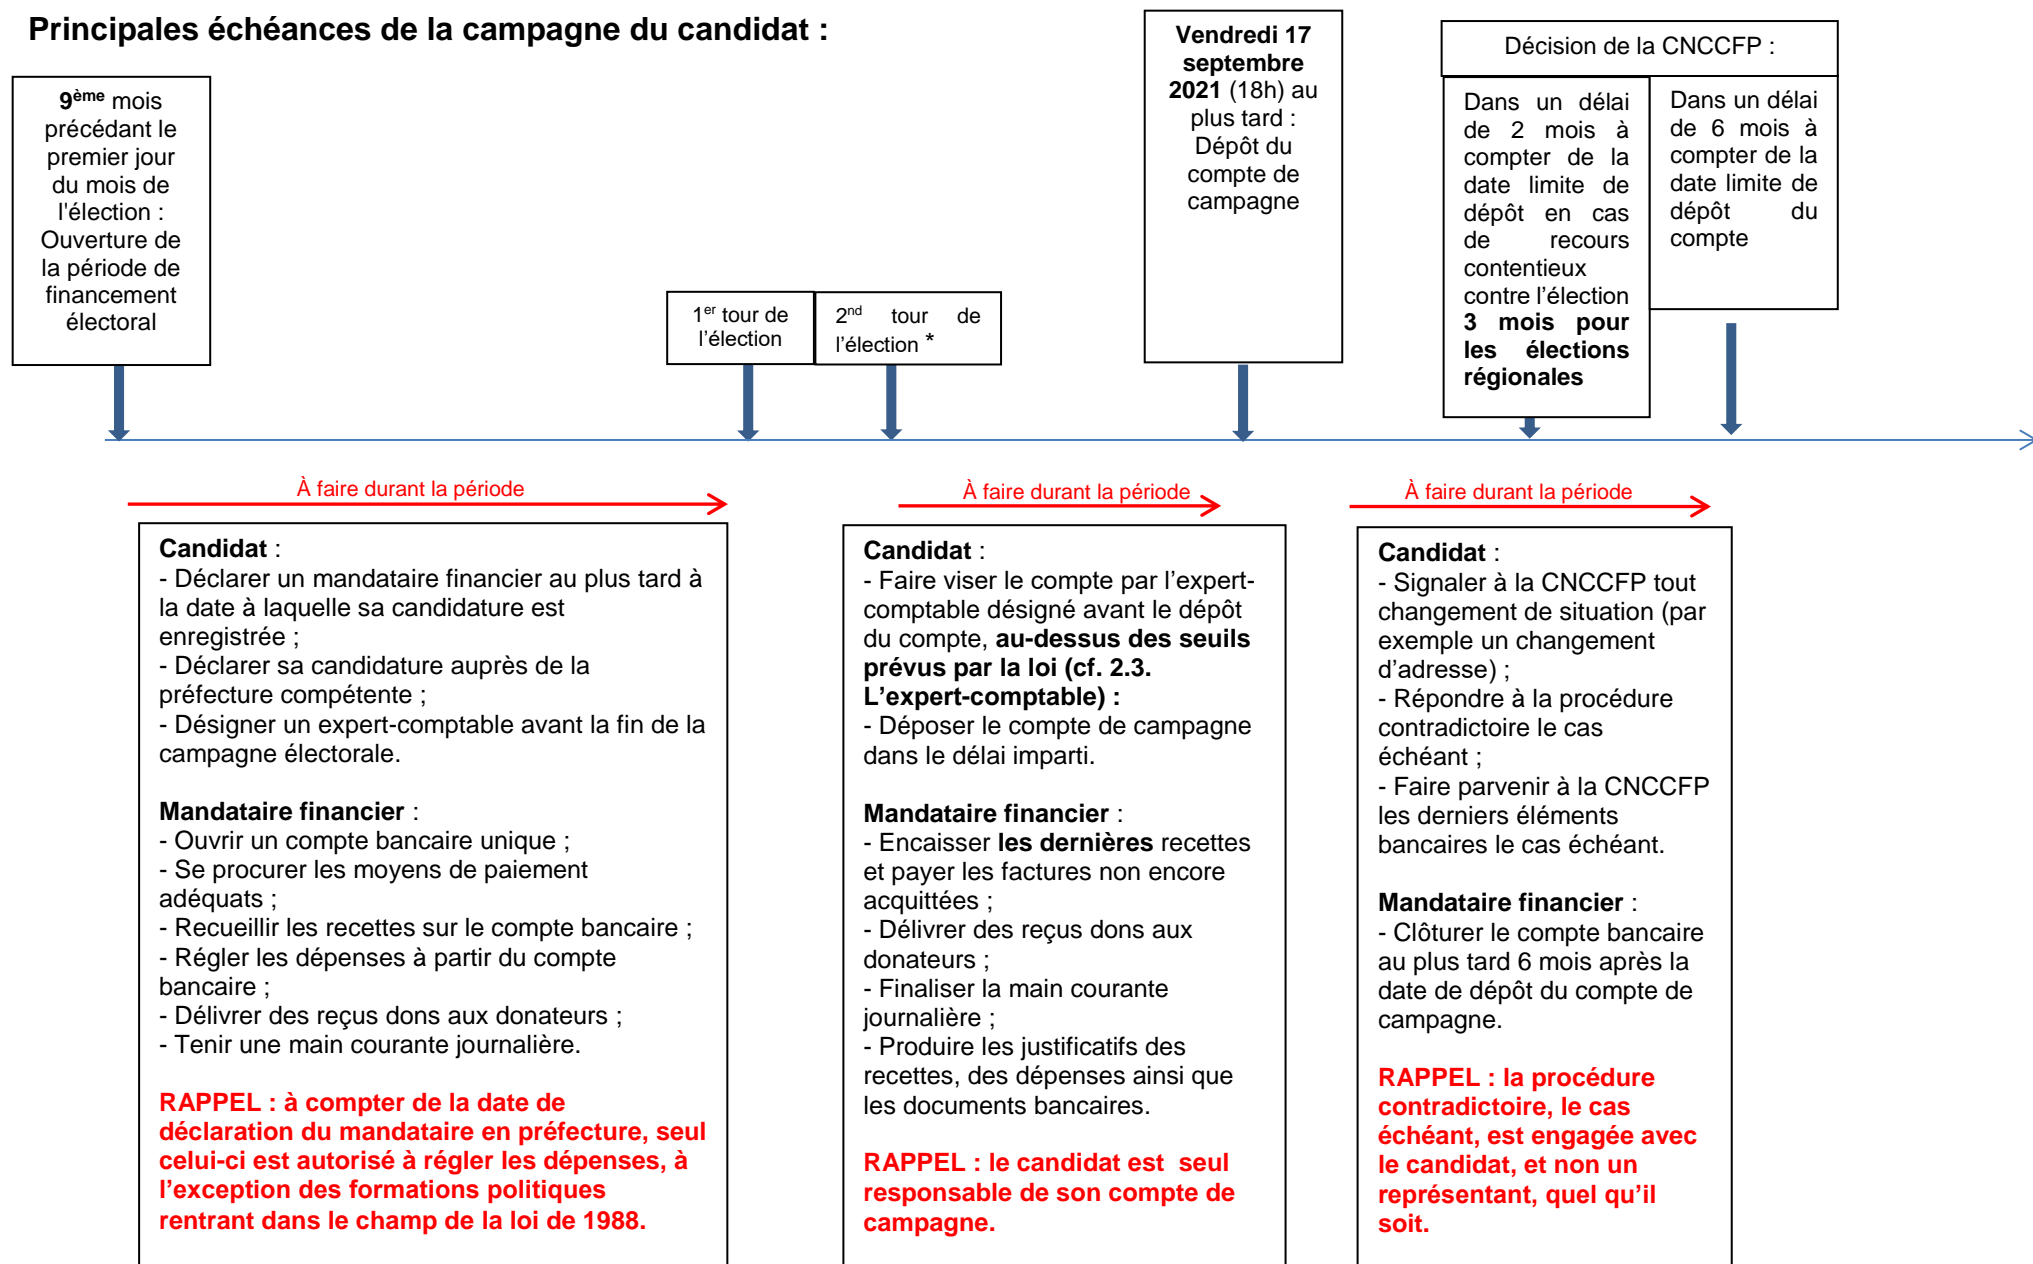 Principales échéances de la campagne du candidat :
9ème mois
précédant le
premier jour
du mois de
l'élection :
Ouverture de
la période de
financement
électoral
1er tour de
l’élection
2nd tour de
l’élection *
Vendredi 17
septembre
2021 (18h) au
plus tard :
Dépôt du
compte de
campagne
Décision de la CNCCFP :
Dans un délai
de 2 mois à
compter de la
date limite de
dépôt en cas
de recours
contentieux
contre l’élection
3 mois pour
les élections
régionales
Dans un délai
de 6 mois à
compter de la
date limite de
dépôt du
compte
À faire durant la période
Candidat :
- Déclarer un mandataire financier au plus tard à
la date à laquelle sa candidature est
enregistrée ;
- Déclarer sa candidature auprès de la
préfecture compétente ;
- Désigner un expert-comptable avant la fin de la
campagne électorale.
Mandataire financier :
- Ouvrir un compte bancaire unique ;
- Se procurer les moyens de paiement
adéquats ;
- Recueillir les recettes sur le compte bancaire ;
- Régler les dépenses à partir du compte
bancaire ;
- Délivrer des reçus dons aux donateurs ;
- Tenir une main courante journalière.
RAPPEL : à compter de la date de
déclaration du mandataire en préfecture, seul
celui-ci est autorisé à régler les dépenses, à
l’exception des formations politiques
rentrant dans le champ de la loi de 1988.
À faire durant la période
Candidat :
- Faire viser le compte par l’expert-
comptable désigné avant le dépôt
du compte, au-dessus des seuils
prévus par la loi (cf. 2.3.
L’expert-comptable) :
- Déposer le compte de campagne
dans le délai imparti.
Mandataire financier :
- Encaisser les dernières recettes
et payer les factures non encore
acquittées ;
- Délivrer des reçus dons aux
donateurs ;
- Finaliser la main courante
journalière ;
- Produire les justificatifs des
recettes, des dépenses ainsi que
les documents bancaires.
RAPPEL : le candidat est seul
responsable de son compte de
campagne.
À faire durant la période
Candidat :
- Signaler à la CNCCFP tout
changement de situation (par
exemple un changement
d’adresse) ;
- Répondre à la procédure
contradictoire le cas
échéant ;
- Faire parvenir à la CNCCFP
les derniers éléments
bancaires le cas échéant.
Mandataire financier :
- Clôturer le compte bancaire
au plus tard 6 mois après la
date de dépôt du compte de
campagne.
RAPPEL : la procédure
contradictoire, le cas
échéant, est engagée avec
le candidat, et non un
représentant, quel qu’il
soit.